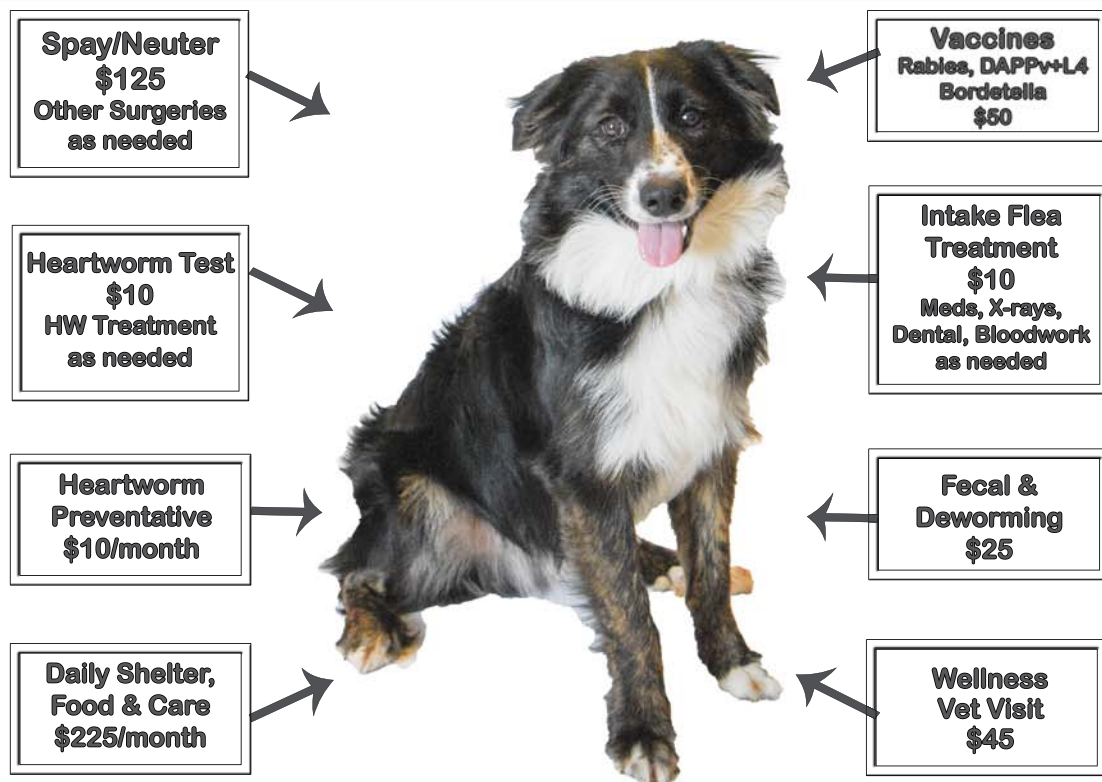 Spay/Neuter
$125
Other Surgeries
as needed
Heartworm Test
$10
HW Treatment
as needed
Heartworm
Preventative
$10/month
Daily Shelter,
Food & Care
$225/month
Vaccines
Rabies, DAPPv+L4
Bordetella
$50
Intake Flea
Treatment
$10
Meds, X-rays,
Dental, Bloodwork
as needed
Fecal &
Deworming
$25
Wellness
Vet Visit
$45